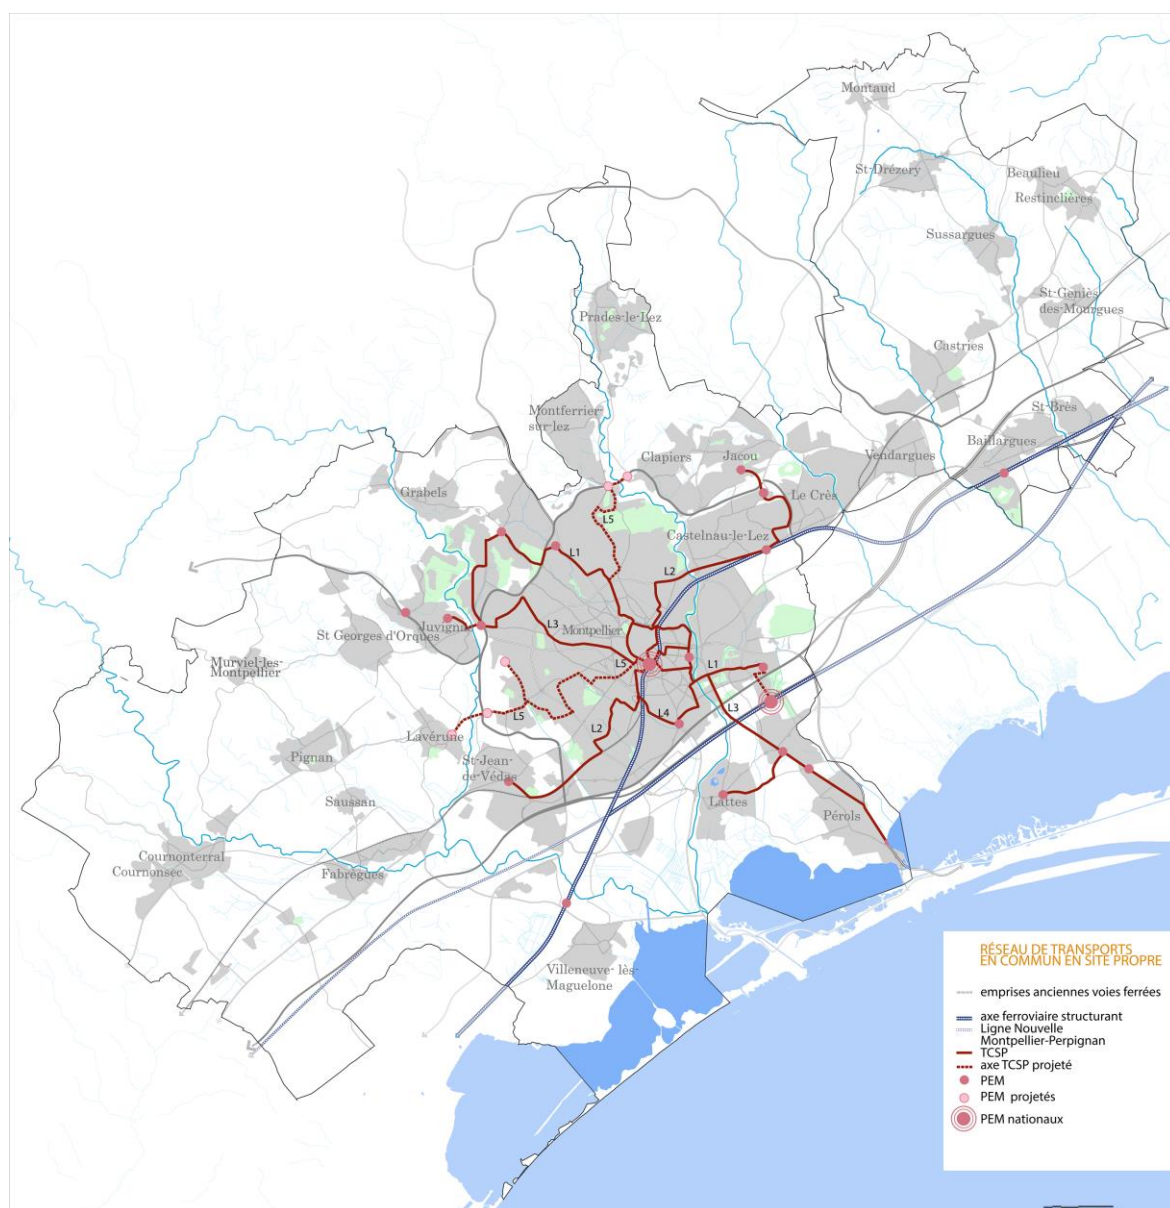 Montaud
St-Drézery
Beaulieu
Restinclières
Sussargues
St-Geniès
des-Mourgues
Prades-le-Lez
Castries
Montferrier-
sur-lez
St-Brès
Baillargues
Clapiers
Jacou
Vendargues
Grabels
Le Crès
L5
Castelnau-le-Lez
L1
L2
Juvignac
St Georges d'Orques
L3
Montpellier
Murviel-les-
Montpellier
L5
L1
L3
L4
L5
L2
Lavérune
Pignan
St-Jean-
de-Védas
Saussan
Lattes
Pérols
Cournonterral
Cournonsec
Fabrègues
Villeneuve-lès-
Maguelone
RÉSEAU DE TRANSPORTS
EN COMMUN EN SITE PROPRE
emprises anciennes voies ferrées
axe ferroviaire structurant
Ligne Nouvelle
Montpellier-Perpignan
TCSP
axe TCSP projeté
PEM
PEM projetés
PEM nationaux